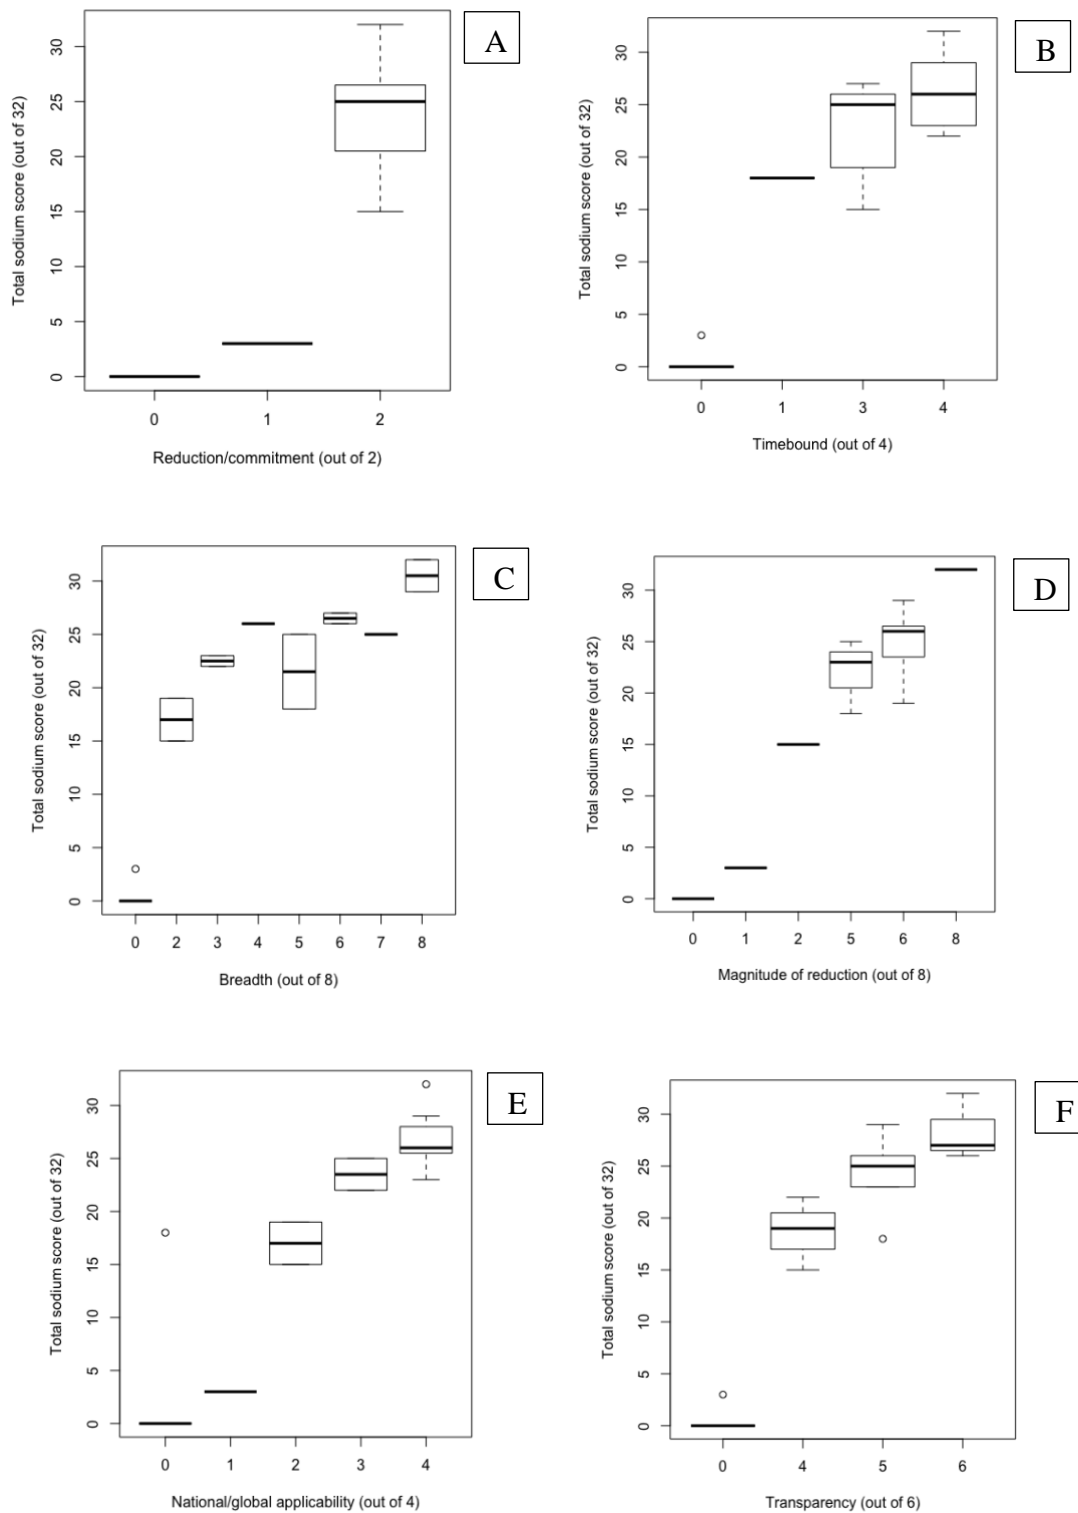 A
Total sodium score (out of 32)
30
25
20
15
10
5
0
0 1 2
Reduction/commitment (out of 2)
B
Total sodium score (out of 32)
30
25
20
15
10
5
0
0 1 3 4
Timebound (out of 4)
C
Total sodium score (out of 32)
30
25
20
15
10
5
0
0 2 3 4 5 6 7 8
Breadth (out of 8)
D
Total sodium score (out of 32)
30
25
20
15
10
5
0
0 1 2 5 6 8
Magnitude of reduction (out of 8)
E
Total sodium score (out of 32)
30
25
20
15
10
5
0
0 1 2 3 4
National/global applicability (out of 4)
F
Total sodium score (out of 32)
30
25
20
15
10
5
0
0 4 5 6
Transparency (out of 6)